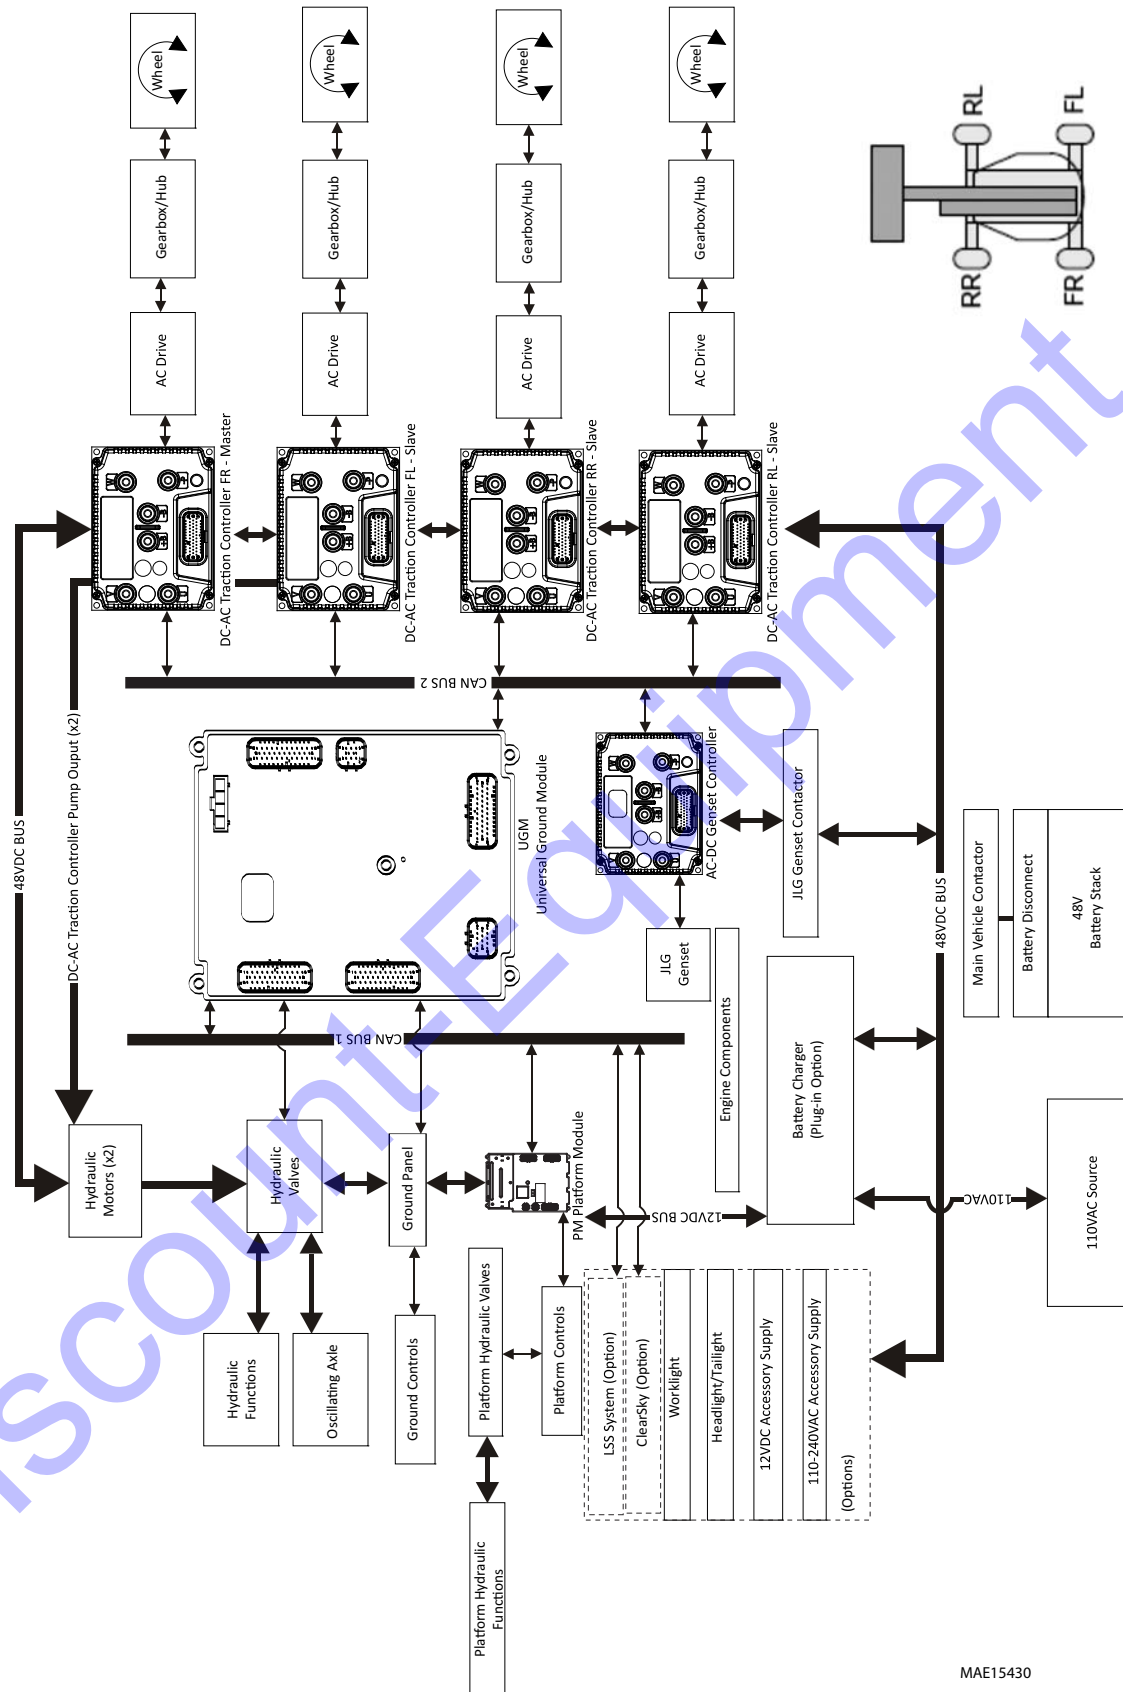 Wheel
Wheel
Wheel
Wheel
Gearbox/Hub
Gearbox/Hub
Gearbox/Hub
Gearbox/Hub
AC Drive
AC Drive
AC Drive
AC Drive
RL
FL
RR
FR
DC-AC Traction Controller FR - Master
DC-AC Traction Controller FL - Slave
DC-AC Traction Controller RR - Slave
DC-AC Traction Controller RL - Slave
48VDC BUS
DC-AC Traction Controller Pump Ouput (x2)
CAN BUS 2
UGM
Universal Ground Module
AC-DC Genset Controller
JLG Genset Contactor
JLG
Genset
Engine Components
CAN BUS 1
48VDC BUS
Main Vehicle Contactor
Battery Disconnect
48V
Battery Stack
Battery Charger
(Plug-in Option)
110VAC
110VAC Source
12VDC BUS
Hydraulic
Motors (x2)
Hydraulic
Valves
Ground Panel
PM Platform Module
Hydraulic
Functions
Oscillating Axle
Ground Controls
Platform Hydraulic Valves
Platform Controls
Platform Hydraulic
Functions
LSS System (Option)
ClearSky (Option)
Worklight
Headlight/Tailight
12VDC Accessory Supply
110-240VAC Accessory Supply
(Options)
MAE15430
iscount-Equipment